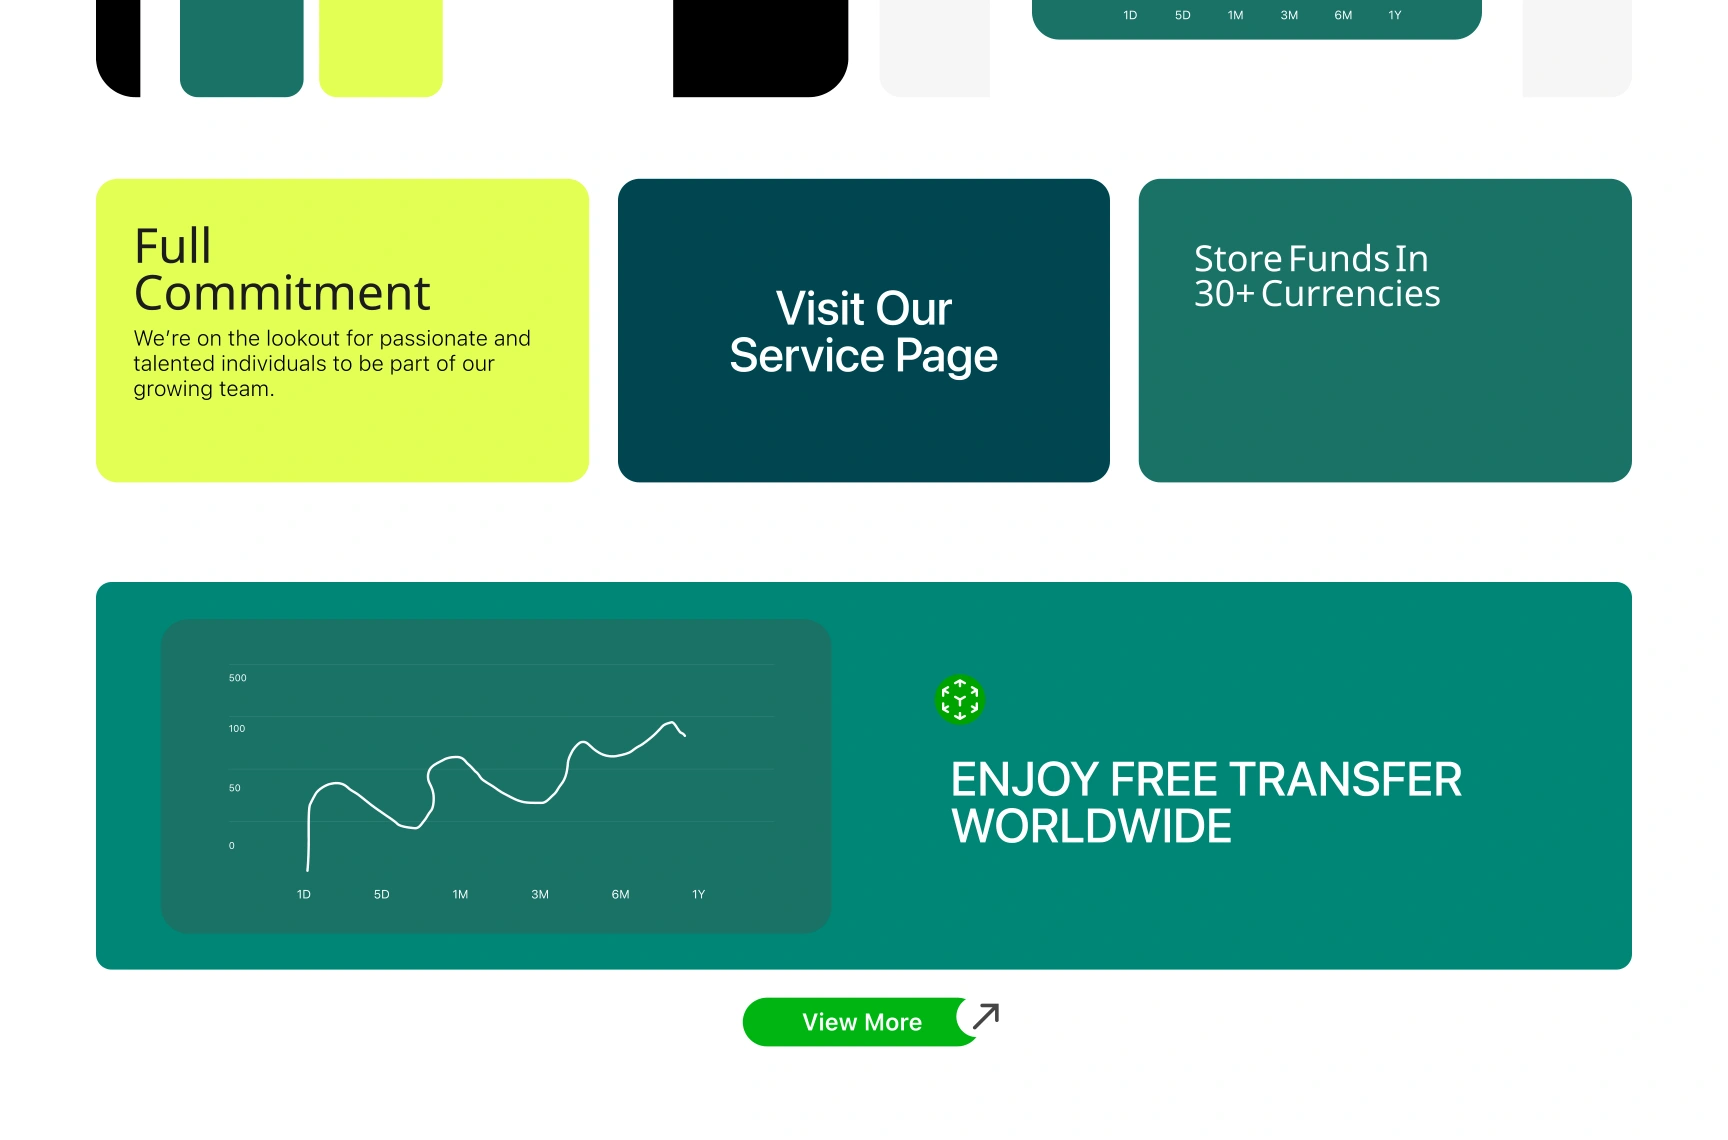 1D 5D 1M 3M 6M 1Y
Full
Commitment
We’re on the lookout for passionate and
talented individuals to be part of our
growing team.
Visit Our
Service Page
Store Funds In
30+ Currencies
500
100
50
0
1D 5D 1M 3M 6M 1Y
ENJOY FREE TRANSFER
WORLDWIDE
View More